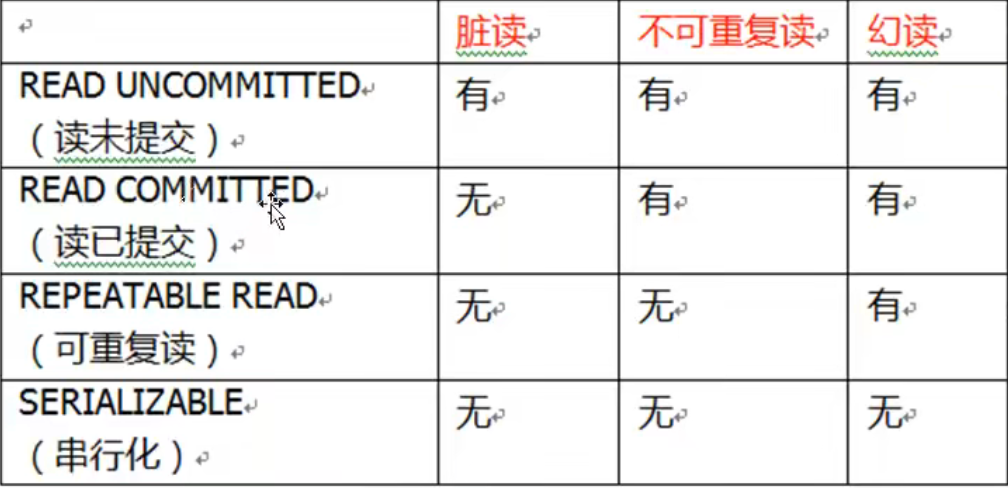 脏读 不可重复读 幻读
READ UNCOMMITTED 有 有 有
（读未提交）
READ COMMITTED 无 有 有
（读已提交）
REPEATABLE READ 无 无 有
（可重复读）
SERIALIZABLE 无 无 无
（串行化）